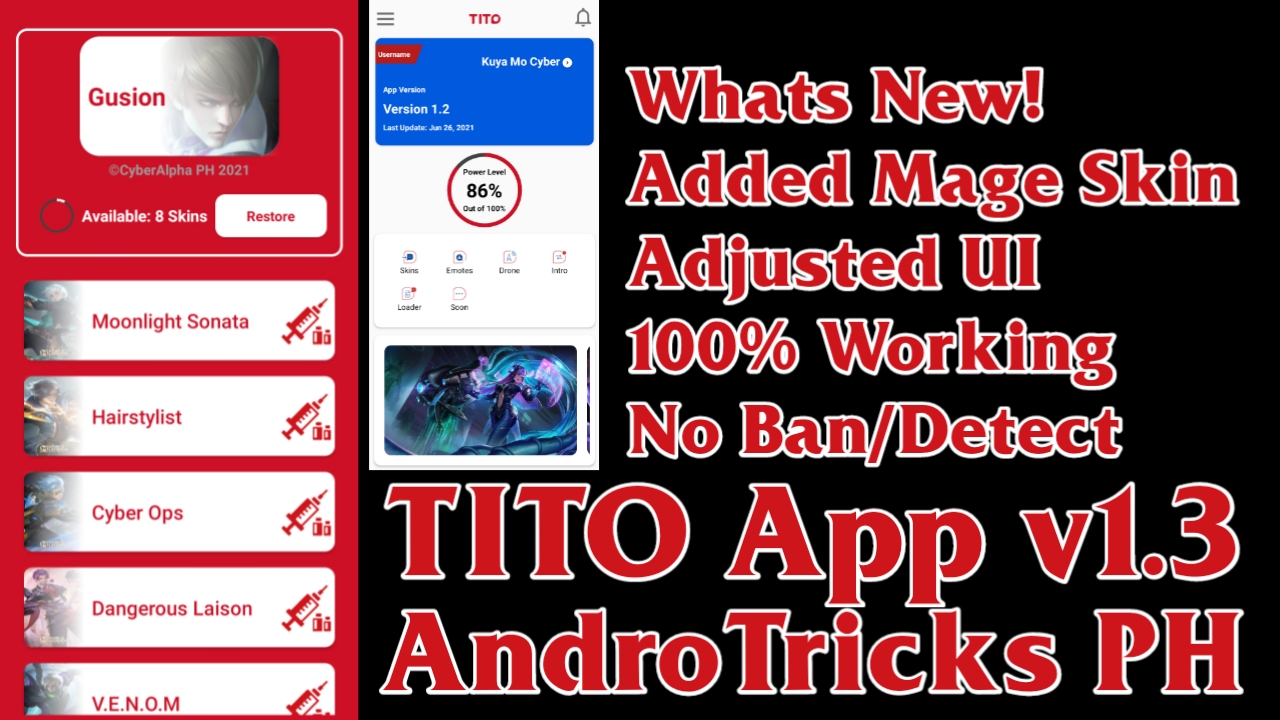 Gusion
©CyberAlpha PH 2021
Available: 8 Skins
Restore
Moonlight Sonata
Hairstylist
Cyber Ops
Dangerous Laison
V.E.N.O.M
TITO
Username
Kuya Mo Cyber
App Version
Version 1.2
Last Update: Jun 26, 2021
Power Level
86%
Out of 100%
Skins
Emotes
Drone
Intro
Loader
Soon
Whats New!
Added Mage Skin
Adjusted UI
100% Working
No Ban/Detect
TITO App v1.3
AndroTricks PH